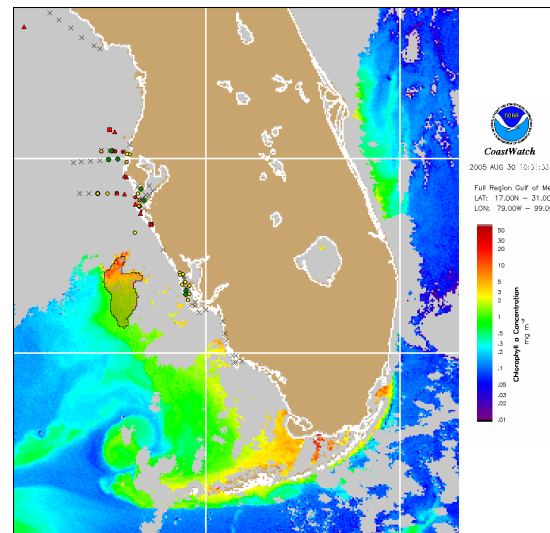 NOAA
CoastWatch
2005 AUG 30
Full Region Gulf of Me
LAT: 17.00N – 31.00
LON: 79.00W – 99.0
50
30
20
10
5
3
2
1
.5
.3
.2
.1
.05
.03
.02
.01
Chlorophyll a Concentration
mg m⁻³